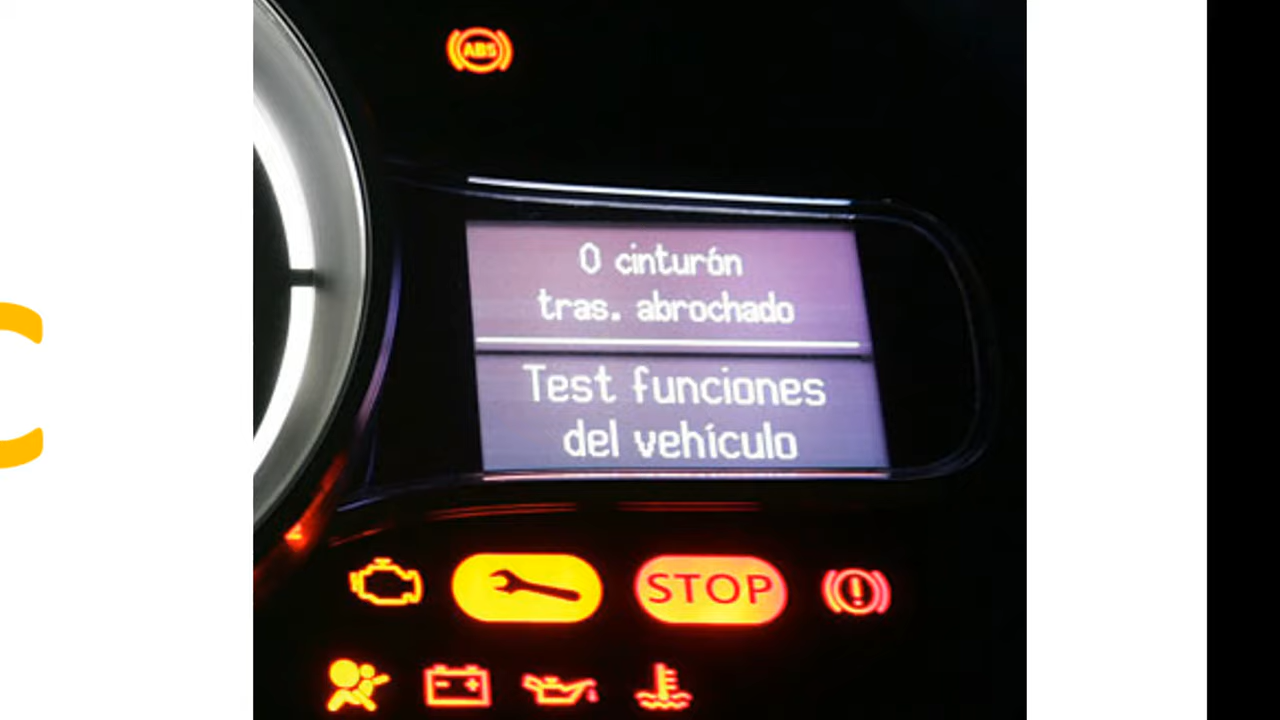 ABS
0 cinturón
tras. abrochado
Test funciones
del vehículo
STOP